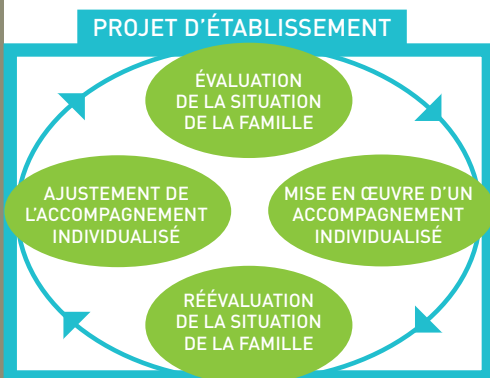 PROJET D'ÉTABLISSEMENT
ÉVALUATION
DE LA SITUATION
DE LA FAMILLE
MISE EN ŒUVRE D'UN
ACCOMPAGNEMENT
INDIVIDUALISÉ
RÉÉVALUATION
DE LA SITUATION
DE LA FAMILLE
AJUSTEMENT DE
L'ACCOMPAGNEMENT
INDIVIDUALISÉ